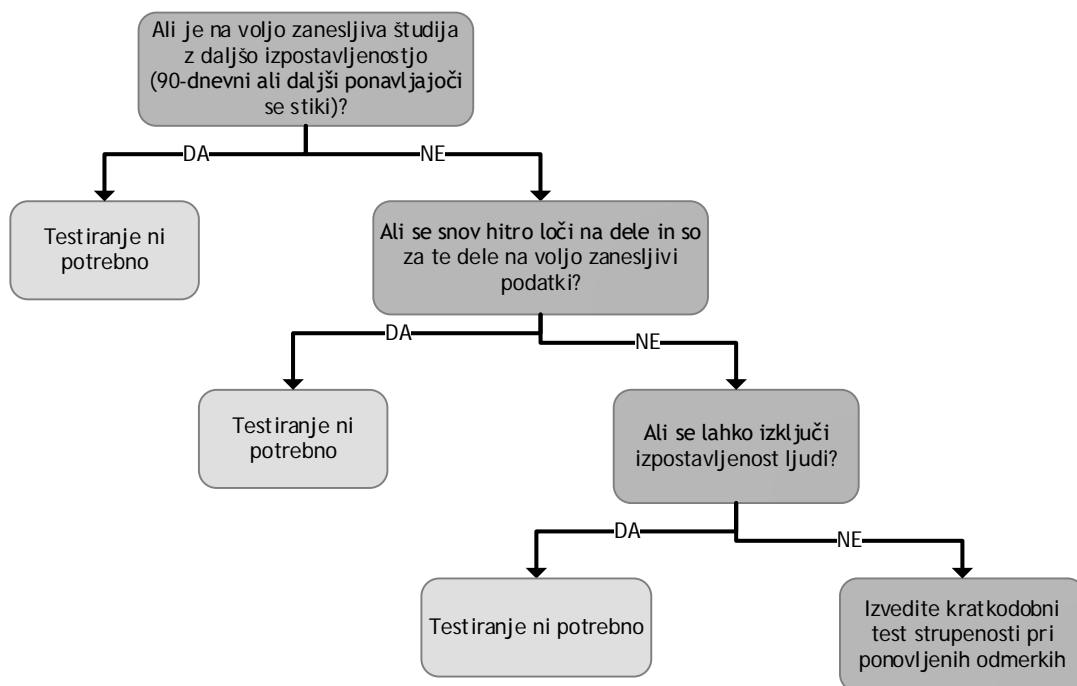 Ali je na voljo zanesljiva študija
z daljšo izpostavljenostjo
(90-dnevni ali daljši ponavljajoči
se stiki)?
DA
NE
Testiranje ni
potrebno
Ali se snov hitro loči na dele in so
za te dele na voljo zanesljivi
podatki?
DA
NE
Testiranje ni
potrebno
Ali se lahko izključi
izpostavljenost ljudi?
DA
NE
Testiranje ni potrebno
Izvedite kratkodobni
test strupenosti pri
ponovljenih odmerkih